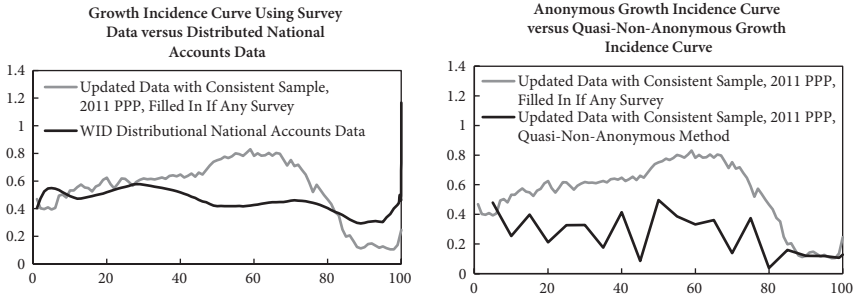 Growth Incidence Curve Using Survey
Data versus Distributed National
Accounts Data
1.4
1.2
1
0.8
0.6
0.4
0.2
0
0
20
40
60
80
100
Updated Data with Consistent Sample,
2011 PPP, Filled In If Any Survey
WID Distributional National Accounts Data
Anonymous Growth Incidence Curve
versus Quasi-Non-Anonymous Growth
Incidence Curve
1.4
1.2
1
0.8
0.6
0.4
0.2
0
0
20
40
60
80
100
Updated Data with Consistent Sample, 2011 PPP,
Filled In If Any Survey
Updated Data with Consistent Sample, 2011 PPP,
Quasi-Non-Anonymous Method